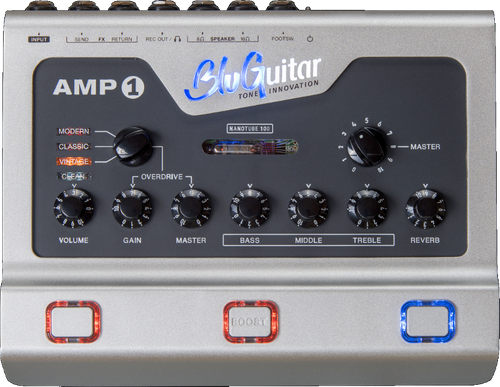 INPUT
SEND FX RETURN
REC OUT /
8Ω SPEAKER 16Ω
FOOTSW.
AMP 1
BluGuitar
TONE INNOVATION
NANOTUBE 100
MODERN
CLASSIC
VINTAGE
CLEAN
OVERDRIVE
MASTER
VOLUME
GAIN
MASTER
BASS
MIDDLE
TREBLE
REVERB
BOOST